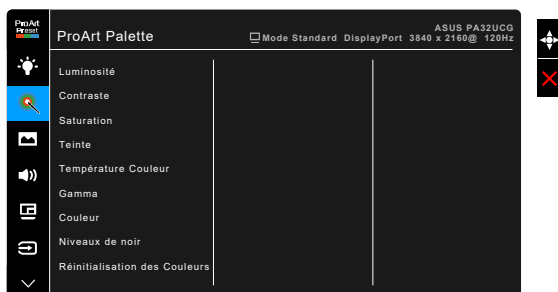 ProArt
Preset
ProArt Palette
ASUS PA32UCG
Mode Standard DisplayPort 3840 x 2160@ 120Hz
Luminosité
Contraste
Saturation
Teinte
Température Couleur
Gamma
Couleur
Niveaux de noir
Réinitialisation des Couleurs